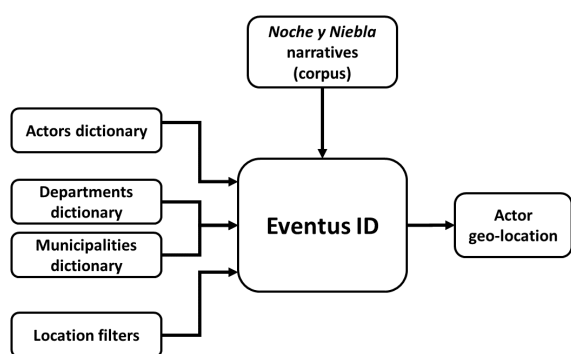 Noche y Niebla
narratives
(corpus)
Actors dictionary
Departments
dictionary
Municipalities
dictionary
Location filters
Eventus ID
Actor
geo-location